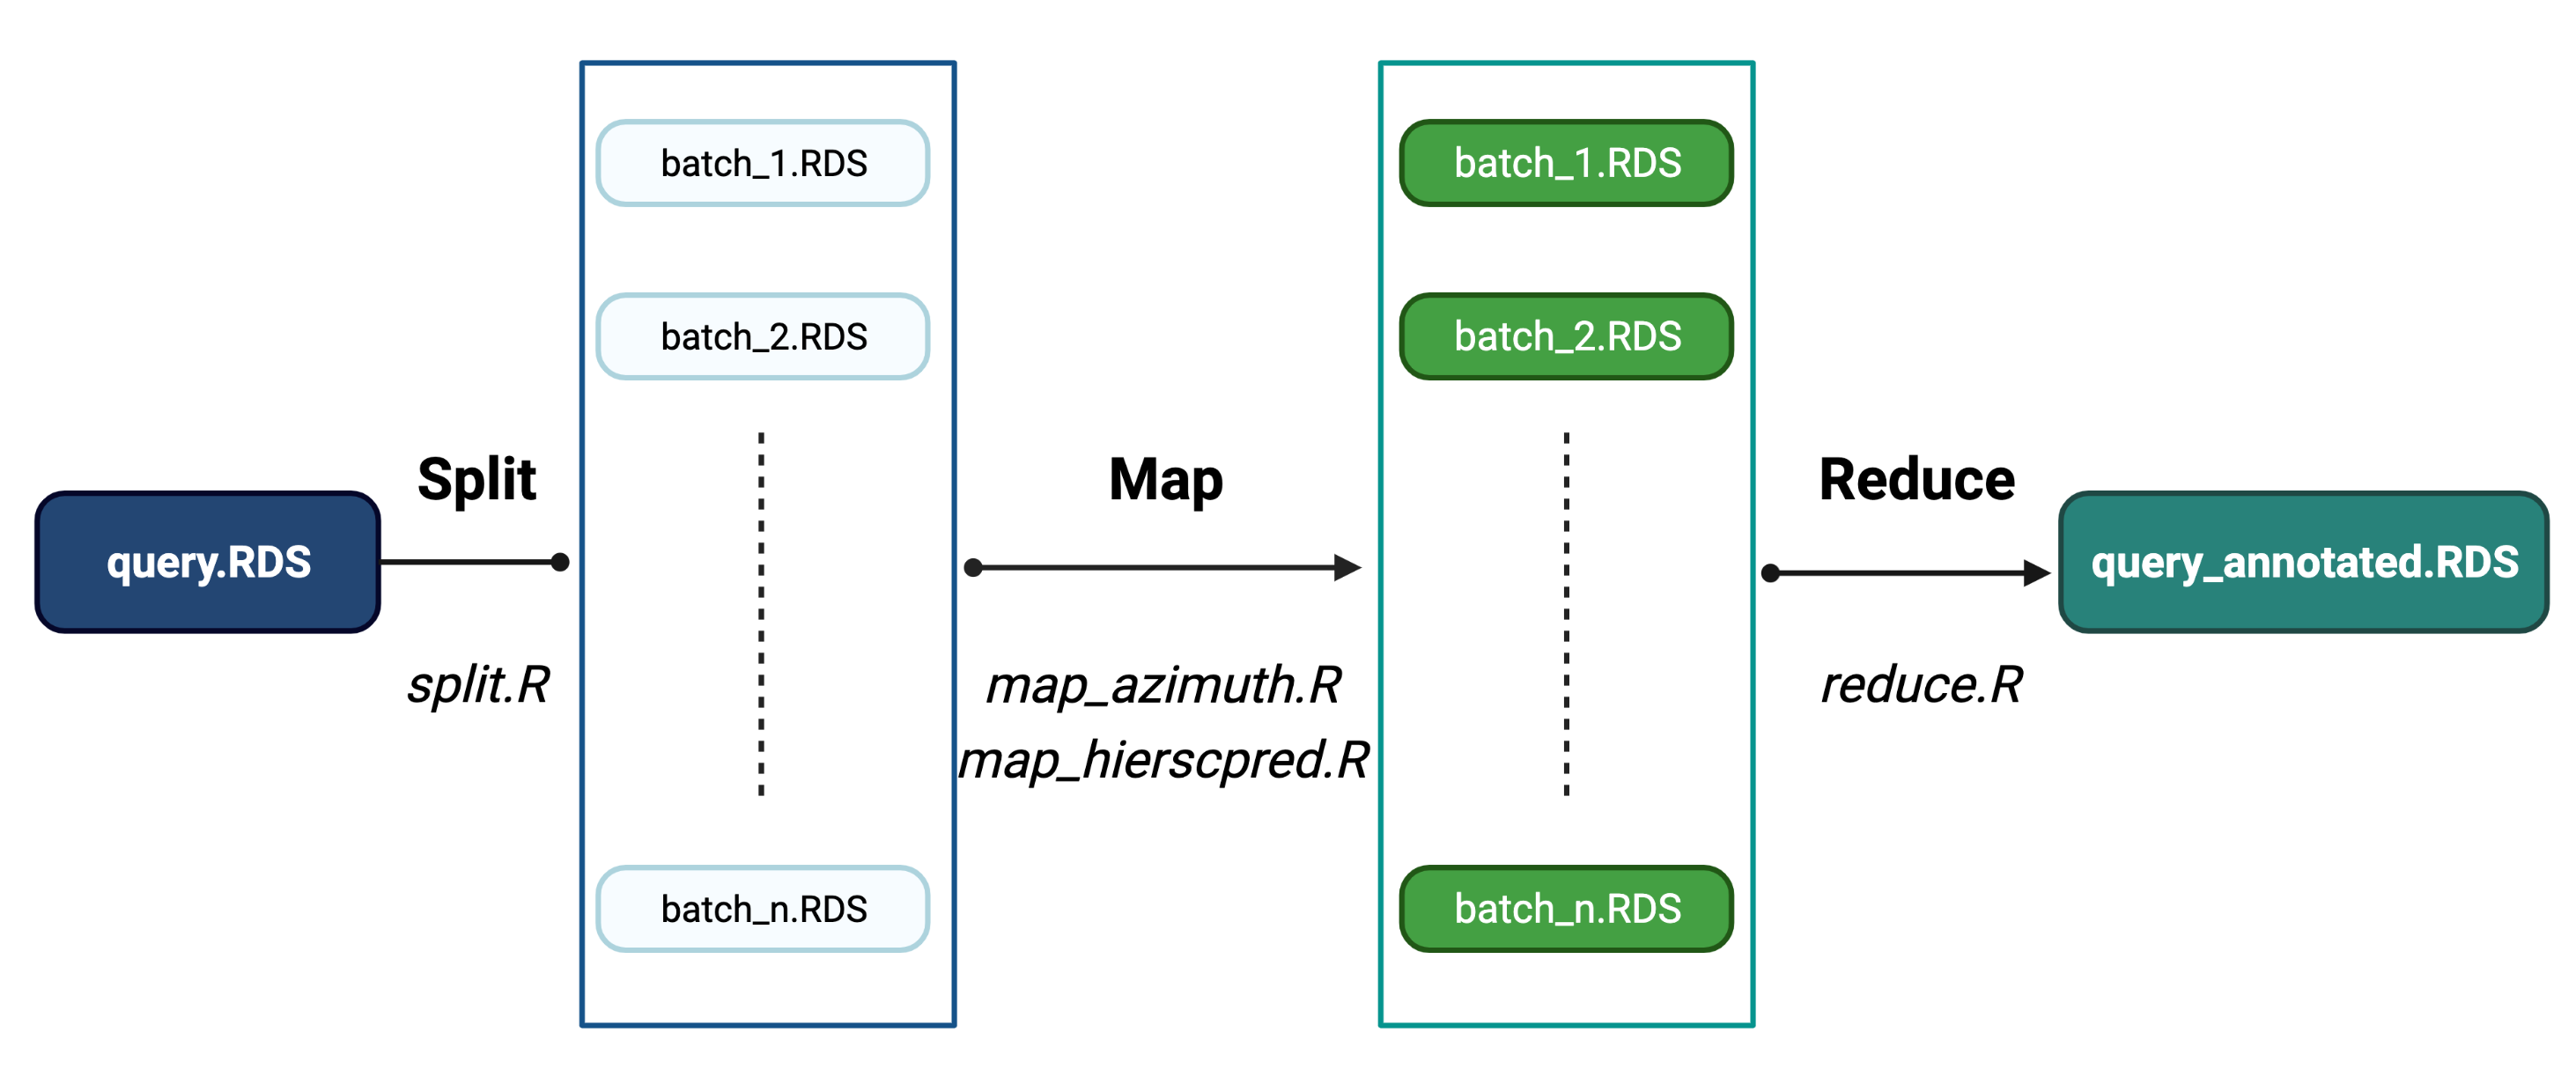 query.RDS
Split
split.R
batch_1.RDS
batch_2.RDS
batch_n.RDS
Map
map_azimuth.R
map_hierscpred.R
batch_1.RDS
batch_2.RDS
batch_n.RDS
Reduce
reduce.R
query_annotated.RDS